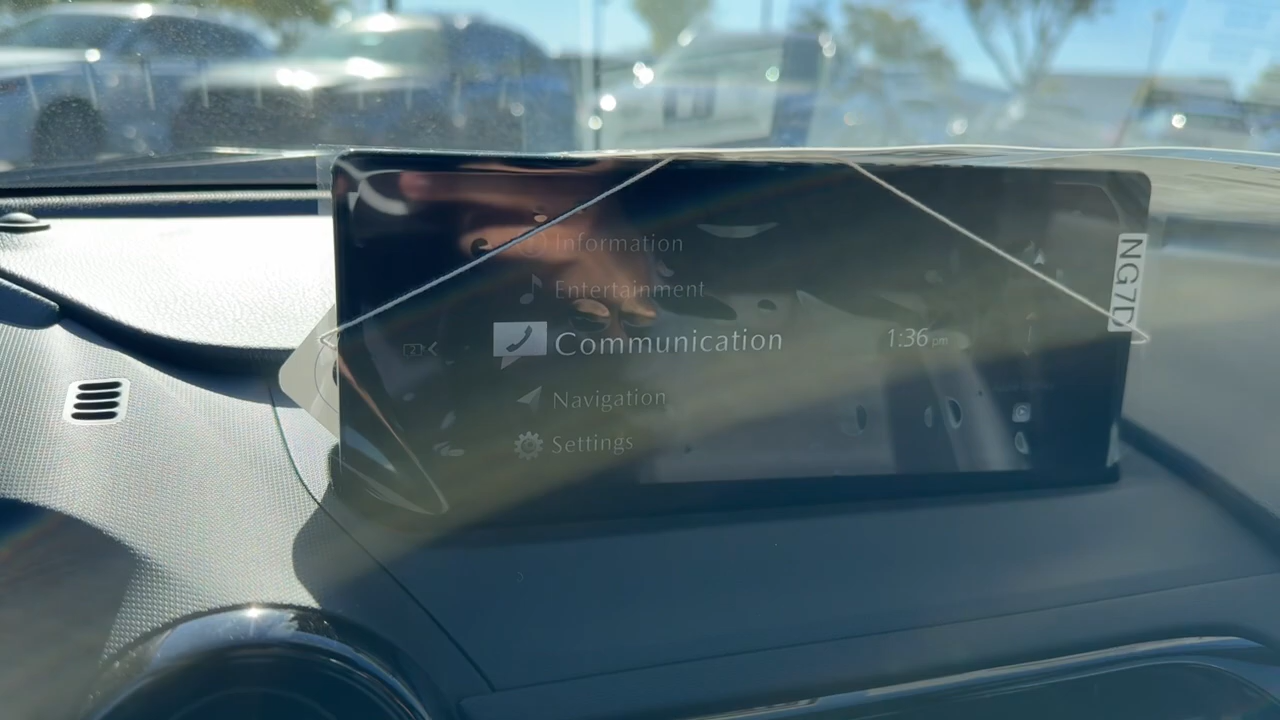 Information
Entertainment
Communication
1:36 pm
Navigation
Settings
NG7D